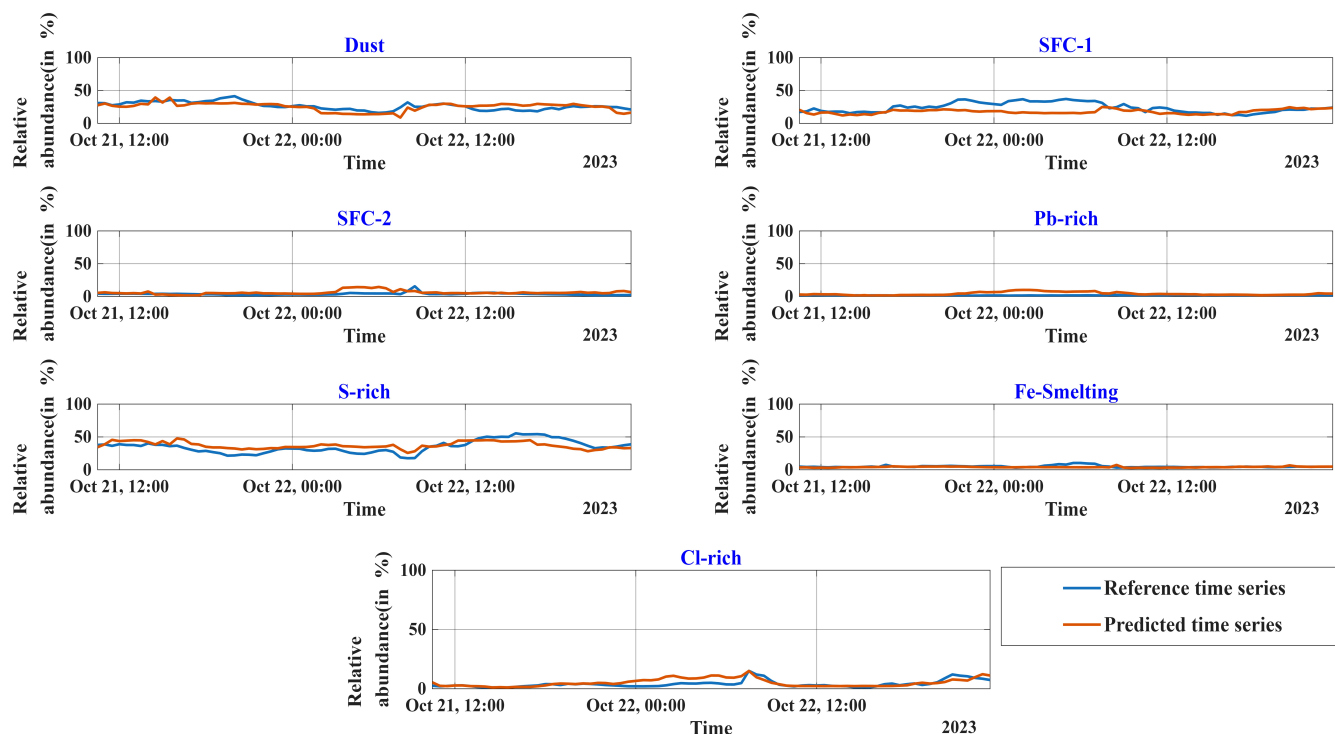 Dust
Relative
abundance(in %)
100
50
0
Oct 21, 12:00 Oct 22, 00:00 Oct 22, 12:00
Time
2023
SFC-1
Relative
abundance(in %)
100
50
0
Oct 21, 12:00 Oct 22, 00:00 Oct 22, 12:00
Time
2023
SFC-2
Relative
abundance(in %)
100
50
0
Oct 21, 12:00 Oct 22, 00:00 Oct 22, 12:00
Time
2023
Pb-rich
Relative
abundance(in %)
100
50
0
Oct 21, 12:00 Oct 22, 00:00 Oct 22, 12:00
Time
2023
S-rich
Relative
abundance(in %)
100
50
0
Oct 21, 12:00 Oct 22, 00:00 Oct 22, 12:00
Time
2023
Fe-Smelting
Relative
abundance(in %)
100
50
0
Oct 21, 12:00 Oct 22, 00:00 Oct 22, 12:00
Time
2023
Cl-rich
Relative
abundance(in %)
100
50
0
Oct 21, 12:00 Oct 22, 00:00 Oct 22, 12:00
Time
2023
Reference time series
Predicted time series